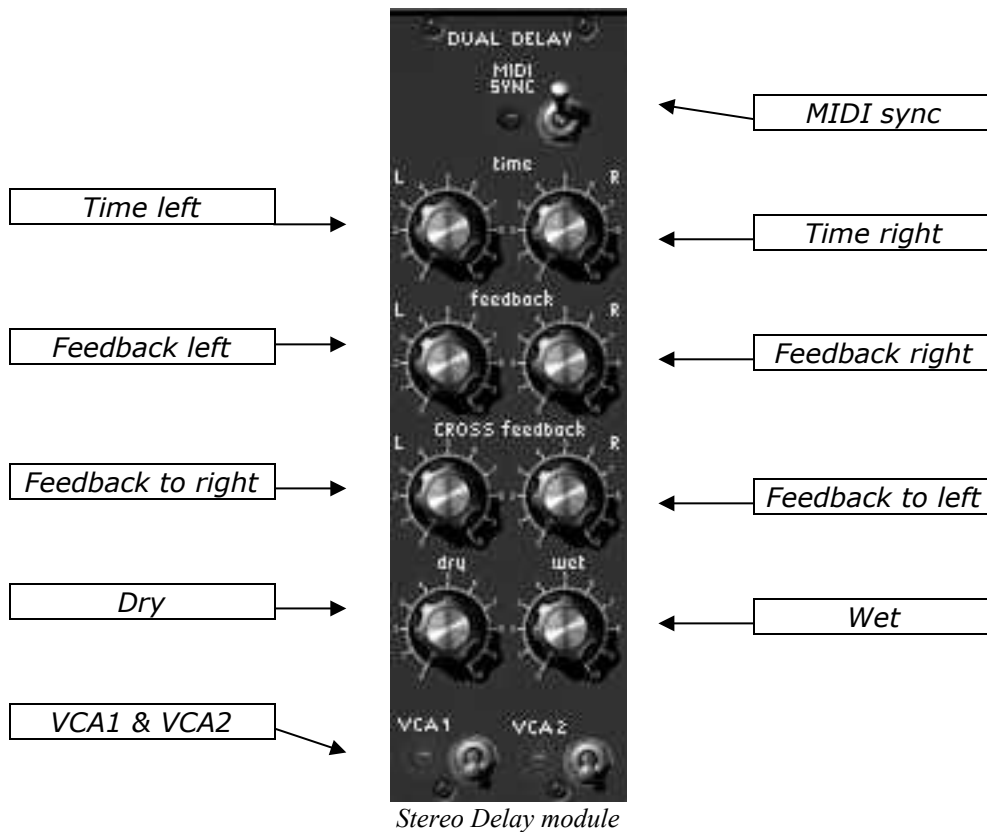 DUAL DELAY
MIDI
SYNC
MIDI sync
time
L R
Time left
Time right
feedback
L R
Feedback left
Feedback right
CROSS feedback
L R
Feedback to right
Feedback to left
dry wet
Dry
Wet
VCA1 & VCA2
VCA1 VCA2
Stereo Delay module